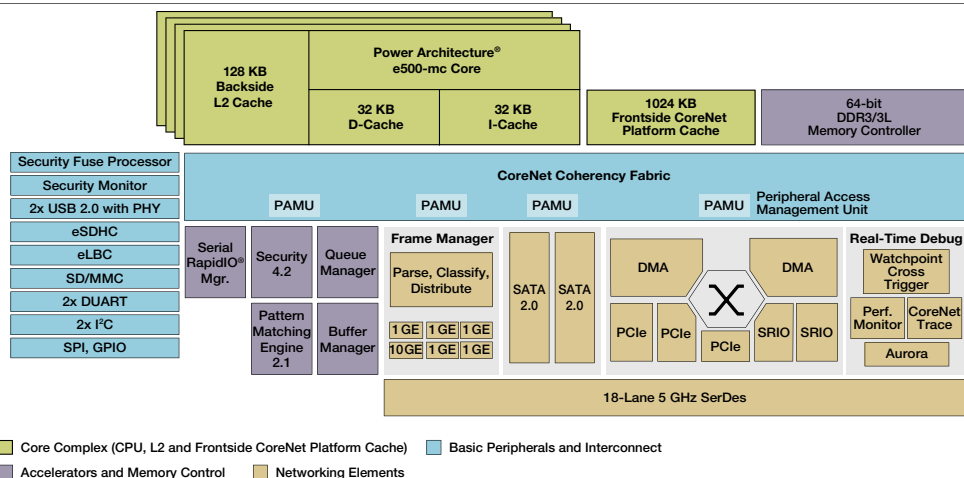 Power Architecture®
e500-mc Core
128 KB
Backside
L2 Cache
32 KB
D-Cache
32 KB
I-Cache
1024 KB
Frontside CoreNet
Platform Cache
64-bit
DDR3/3L
Memory Controller
Security Fuse Processor
Security Monitor
2x USB 2.0 with PHY
eSDHC
eLBC
SD/MMC
2x DUART
2x I²C
SPI, GPIO
CoreNet Coherency Fabric
PAMU
PAMU
PAMU
PAMU
Peripheral Access
Management Unit
Serial
RapidIO®
Mgr.
Security
4.2
Queue
Manager
Pattern
Matching
Engine
2.1
Buffer
Manager
Frame Manager
Parse, Classify,
Distribute
1 GE 1 GE 1 GE
10GE 1 GE 1 GE
SATA
2.0
SATA
2.0
DMA
DMA
PCIe
PCIe
PCIe
SRIO
SRIO
Real-Time Debug
Watchpoint
Cross
Trigger
Perf.
Monitor
CoreNet
Trace
Aurora
18-Lane 5 GHz SerDes
Core Complex (CPU, L2 and Frontside CoreNet Platform Cache)
Basic Peripherals and Interconnect
Accelerators and Memory Control
Networking Elements